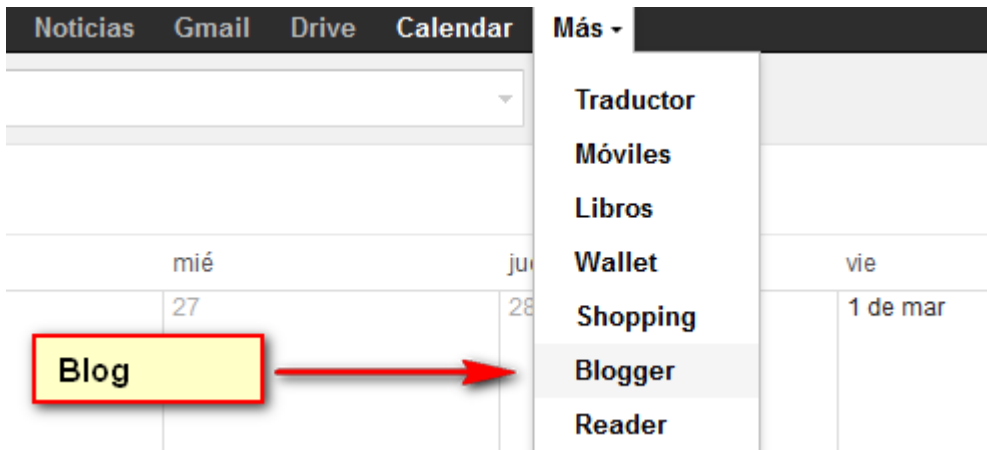 Noticias Gmail Drive Calendar Más
Traductor
Móviles
Libros
mié vie
Wallet
27 28 1 de mar
Shopping
Blog
Blogger
Reader